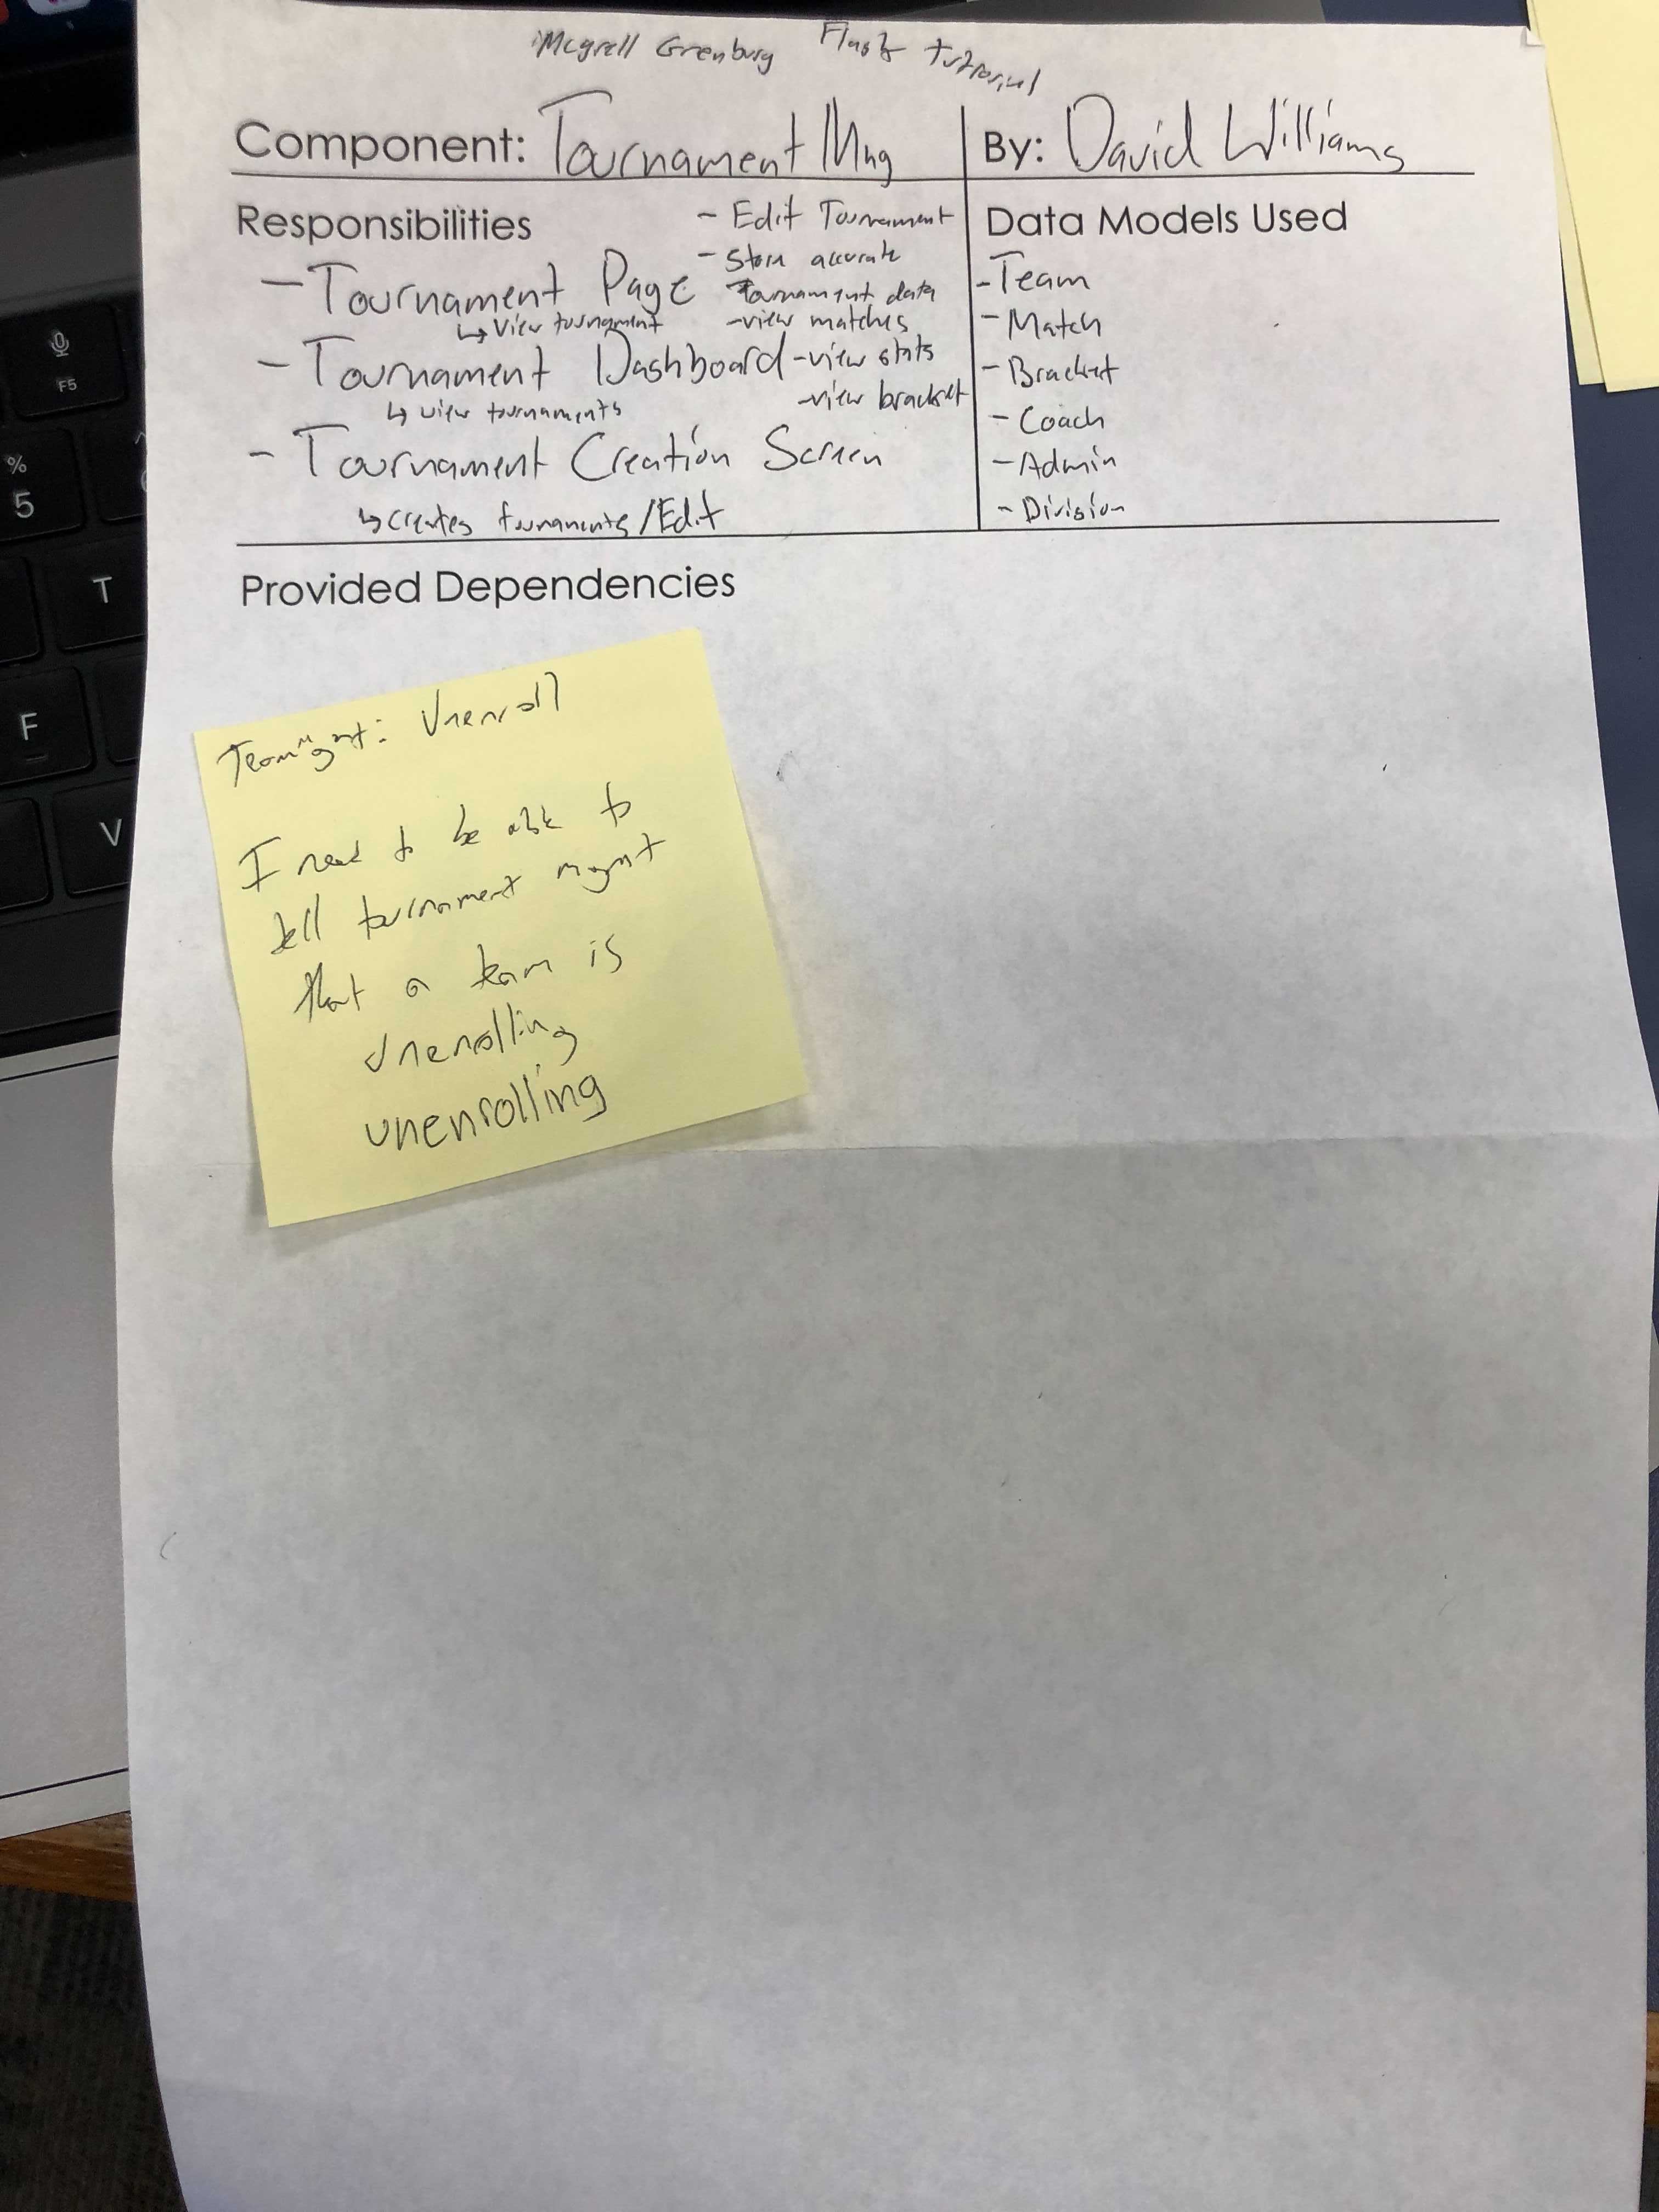 Mcgrell Grenburg Flask tutorial
Component: Tournament Mng
By: David Williams
Responsibilities
- Tournament Page
↳ View tournament
- Tournament Dashboard
↳ view tournaments
- Tournament Creation Screen
↳ creates tournaments/Edit
- Edit Tournament
- Store accurate
Tournament data
- view matches
- view stats
- view bracket
Data Models Used
- Team
- Match
- Bracket
- Coach
- Admin
- Division
Provided Dependencies
Team Mgmt: Unenroll
I need to be able to
tell tournament mgmt
that a team is
unenrolling
unenrolling
F5
%
5
T
F
V